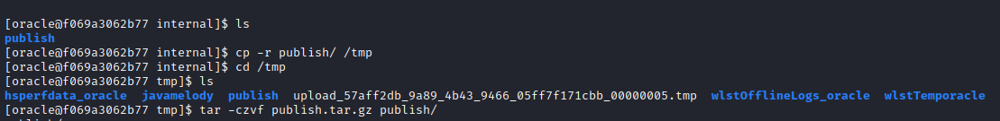 [oracle@f069a3062b77 internal]$ ls
publish
[oracle@f069a3062b77 internal]$ cp -r publish/ /tmp
[oracle@f069a3062b77 internal]$ cd /tmp
[oracle@f069a3062b77 tmp]$ ls
hsperfdata_oracle  javamelody  publish  upload_57aff2db_9a89_4b43_9466_05ff7f171cbb_00000005.tmp  wlstOfflineLogs_oracle  wlstTemporacle
[oracle@f069a3062b77 tmp]$ tar -czvf publish.tar.gz publish/